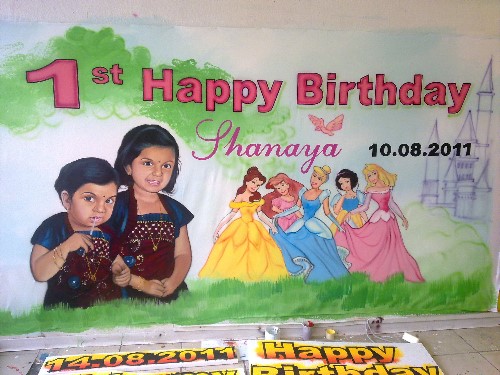 1st Happy Birthday
Shanaya
10.08.2011
14.08.2011
Happy
Birthday